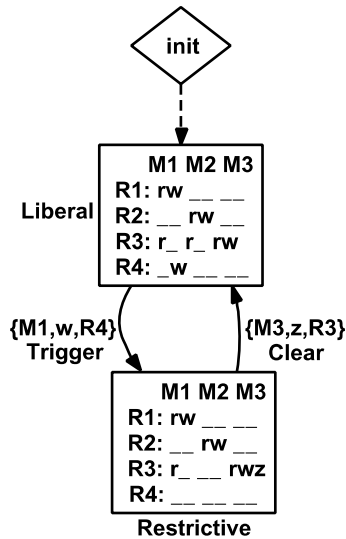 init
M1 M2 M3
R1: rw __ __
Liberal
R2: __ rw __
R3: r_ r_ rw
R4: _w __ __
{M1,w,R4}
Trigger
{M3,z,R3}
Clear
M1 M2 M3
R1: rw __ __
R2: __ rw __
R3: r_ __ rwz
R4: __ __ __
Restrictive